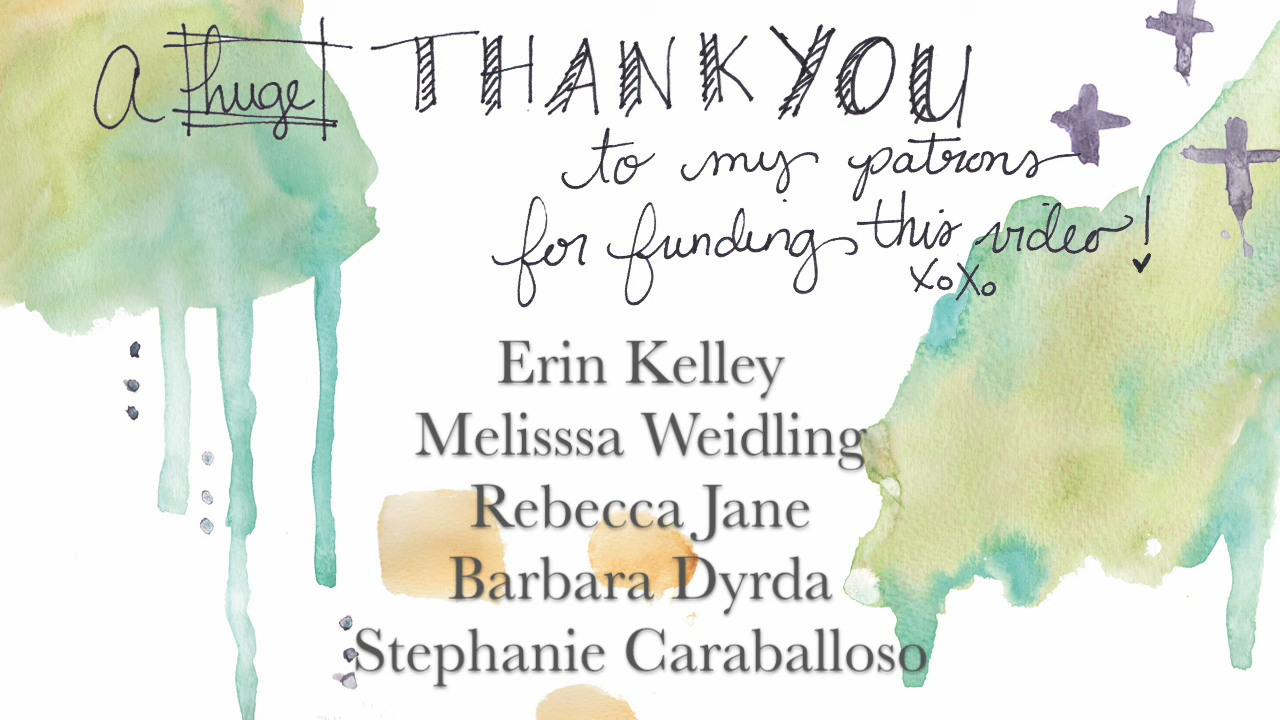 A huge THANK YOU
to my patrons
for funding this video!
xoxo
Erin Kelley
Melisssa Weidling
Rebecca Jane
Barbara Dyrda
Stephanie Caraballoso